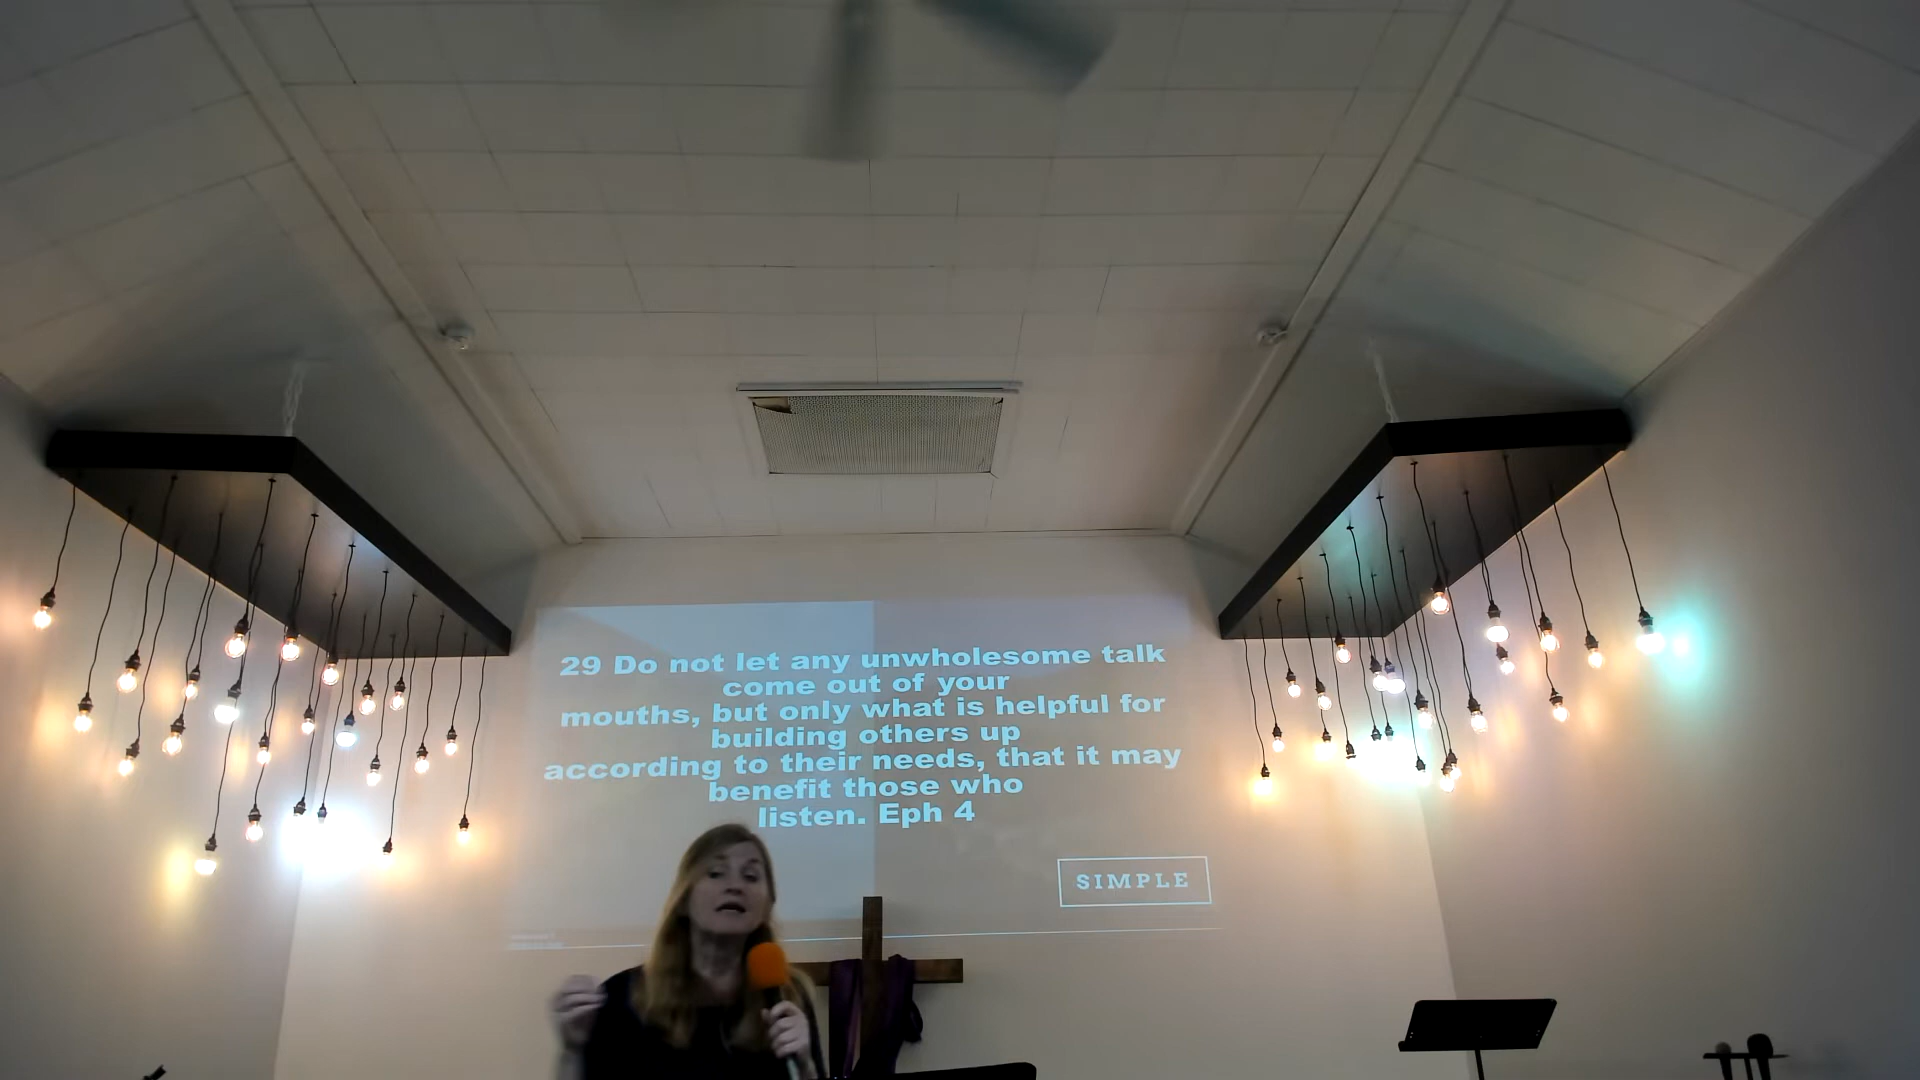 29 Do not let any unwholesome talk
come out of your
mouths, but only what is helpful for
building others up
according to their needs, that it may
benefit those who
listen. Eph 4
SIMPLE